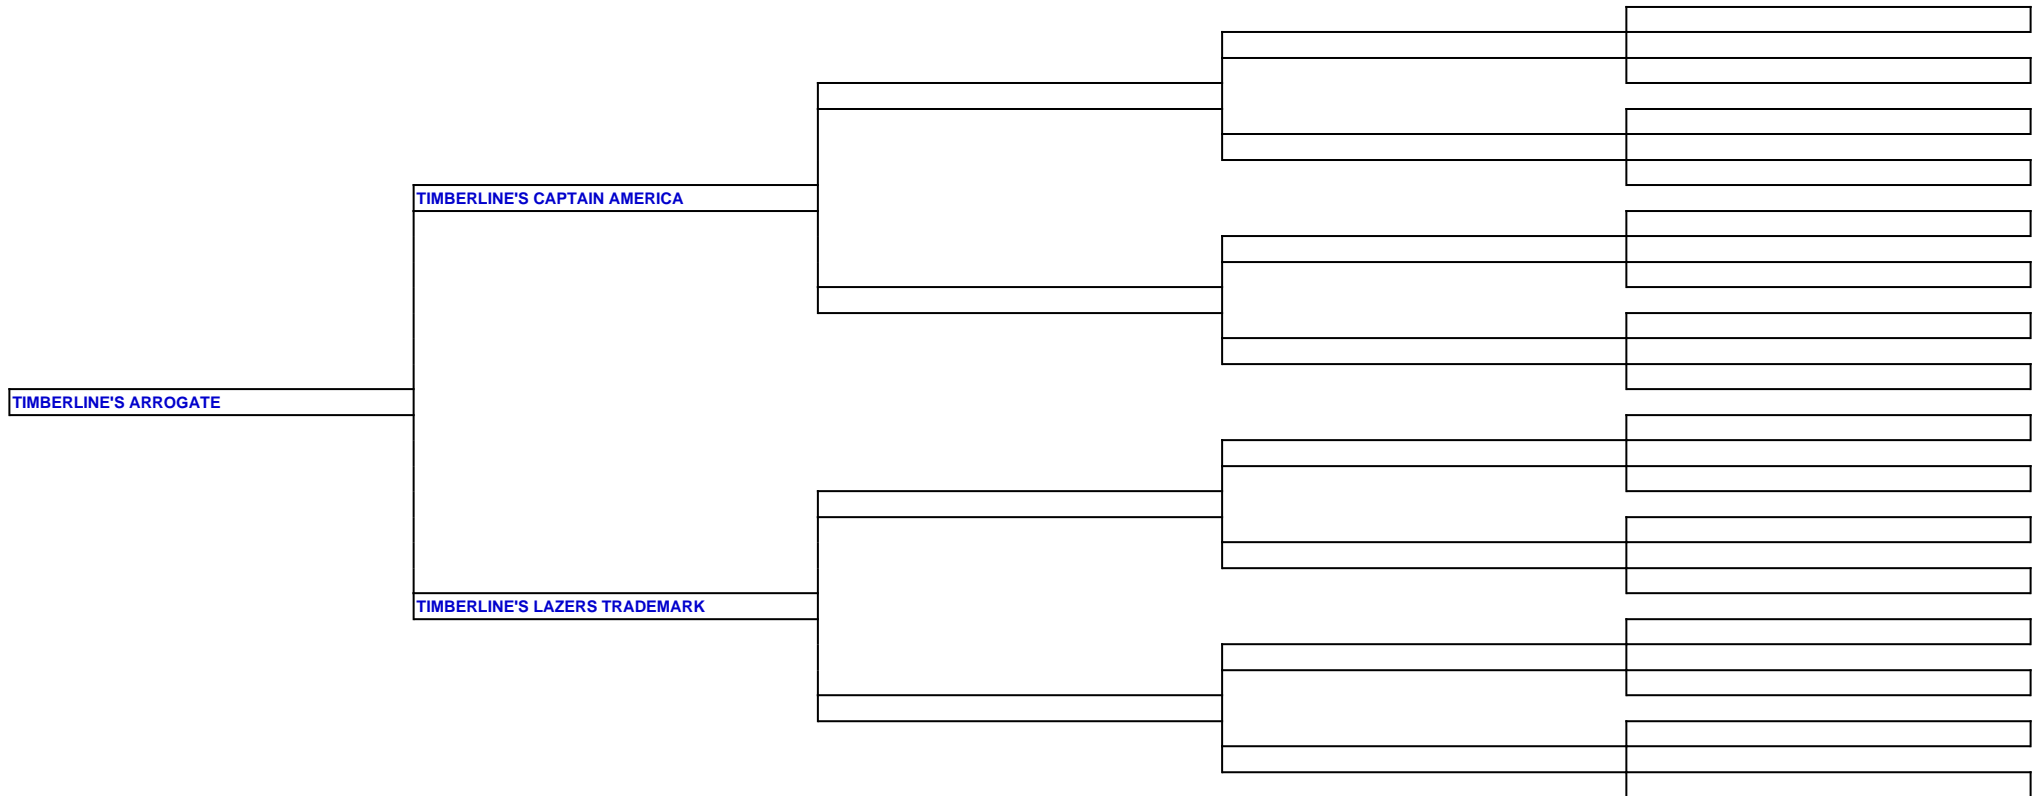 TIMBERLINE'S CAPTAIN AMERICA
TIMBERLINE'S ARROGATE
TIMBERLINE'S LAZERS TRADEMARK